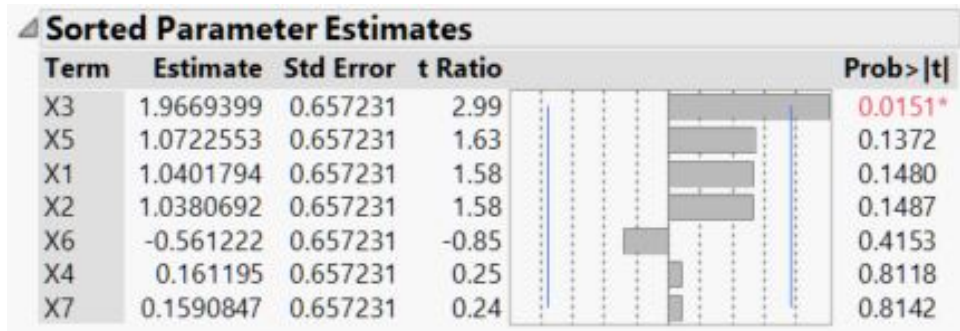 Sorted Parameter Estimates
Term Estimate Std Error t Ratio Prob>|t|
X3 1.9669399 0.657231 2.99 0.0151*
X5 1.0722553 0.657231 1.63 0.1372
X1 1.0401794 0.657231 1.58 0.1480
X2 1.0380692 0.657231 1.58 0.1487
X6 -0.561222 0.657231 -0.85 0.4153
X4 0.161195 0.657231 0.25 0.8118
X7 0.1590847 0.657231 0.24 0.8142